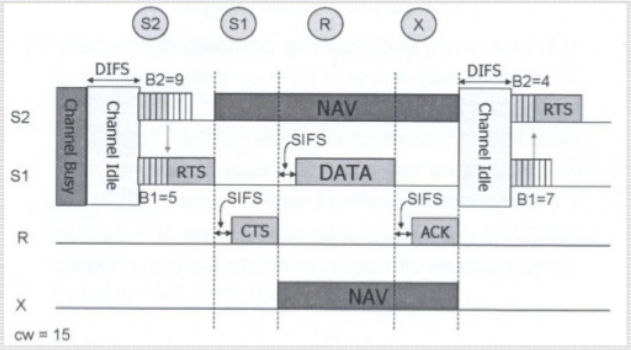 S2 S1 R X
DIFS B2=9 DIFS B2=4
S2 Channel Busy Channel Idle NAV Channel Idle RTS
SIFS
S1 RTS DATA
B1=5 SIFS SIFS B1=7
R CTS ACK
X NAV
cw = 15